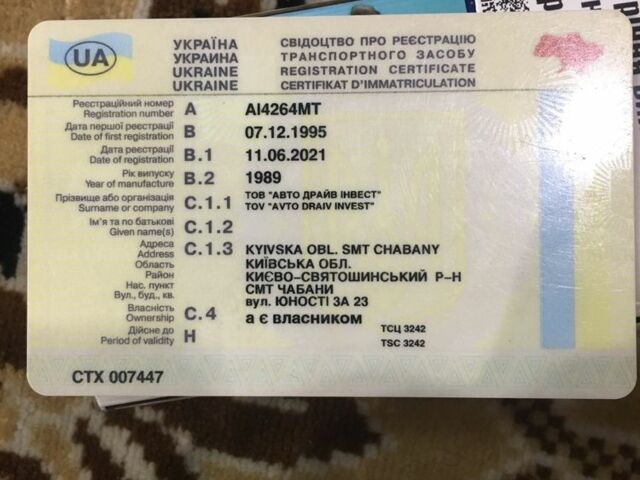 UA
УКРАЇНА
УКРАИНА
UKRAINE
UKRAINE
СВІДОЦТВО ПРО РЕЄСТРАЦІЮ
ТРАНСПОРТНОГО ЗАСОБУ
REGISTRATION CERTIFICATE
CERTIFIKAT D'IMMATRICULATION
Реєстраційний номер
Registration number A AI4264MT
Дата першої реєстрації
Date of first registration B 07.12.1995
Дата реєстрації
Date of registration B.1 11.06.2021
Рік випуску
Year of manufacture B.2 1989
Прізвище або організація
Surname or company C.1.1 ТОВ "АВТО ДРАЙВ ІНВЕСТ"
TOV "AVTO DRAIV INVEST"
Ім'я та по батькові
Given name(s) C.1.2
Адреса
Address C.1.3 KYIVSKA OBL. SMT CHABANY
Область КИЇВСЬКА ОБЛ.
Район КИЄВО-СВЯТОШИНСЬКИЙ Р-Н
Нас. пункт СМТ ЧАБАНИ
Вул., буд., кв. вул. ЮНОСТІ 3А 23
Власність
Ownership C.4 а є власником
Дійсне до ТСЦ 3242
Period of validity H TSC 3242
СТХ 007447